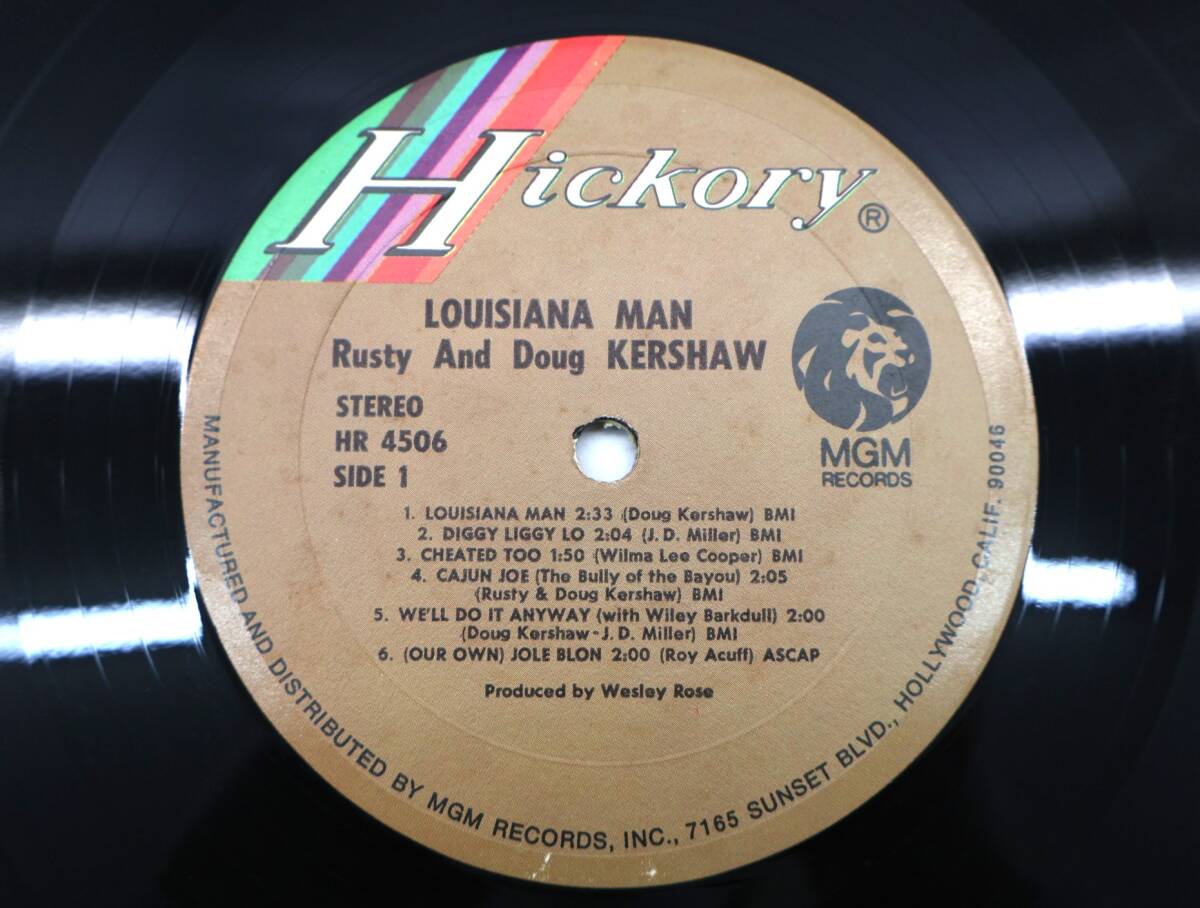 Hickory ®
LOUISIANA MAN
Rusty And Doug KERSHAW
STEREO
HR 4506
SIDE 1
MGM
RECORDS
1. LOUISIANA MAN 2:33 (Doug Kershaw) BMI
2. DIGGY LIGGY LO 2:04 (J. D. Miller) BMI
3. CHEATED TOO 1:50 (Wilma Lee Cooper) BMI
4. CAJUN JOE (The Bully of the Bayou) 2:05
(Rusty & Doug Kershaw) BMI
5. WE'LL DO IT ANYWAY (with Wiley Barkdull) 2:00
(Doug Kershaw-J. D. Miller) BMI
6. (OUR OWN) JOLE BLON 2:00 (Roy Acuff) ASCAP
Produced by Wesley Rose
MANUFACTURED AND DISTRIBUTED BY MGM RECORDS, INC., 7165 SUNSET BLVD., HOLLYWOOD, CALIF. 90046